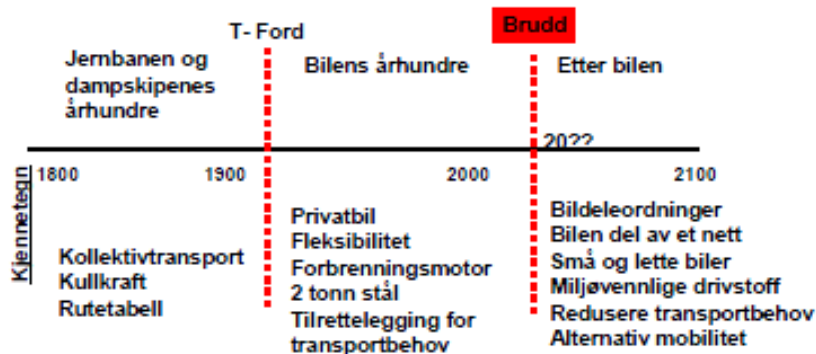 T- Ford
Brudd
Jernbanen og
dampskipenes
århundre
Bilens århundre
Etter bilen
20??
1800
1900
2000
2100
Kjennetegn
Kollektivtransport
Kullkraft
Rutetabell
Privatbil
Fleksibilitet
Forbrenningsmotor
2 tonn stål
Tilrettelegging for
transportbehov
Bildeleordninger
Bilen del av et nett
Små og lette biler
Miljøvennlige drivstoff
Redusere transportbehov
Alternativ mobilitet